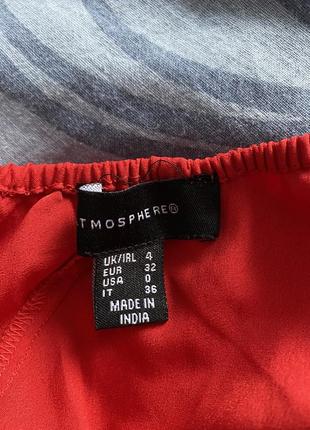 TMOSPHERE®
UK/IRL 4
EUR 32
USA 0
IT 36
MADE IN
INDIA